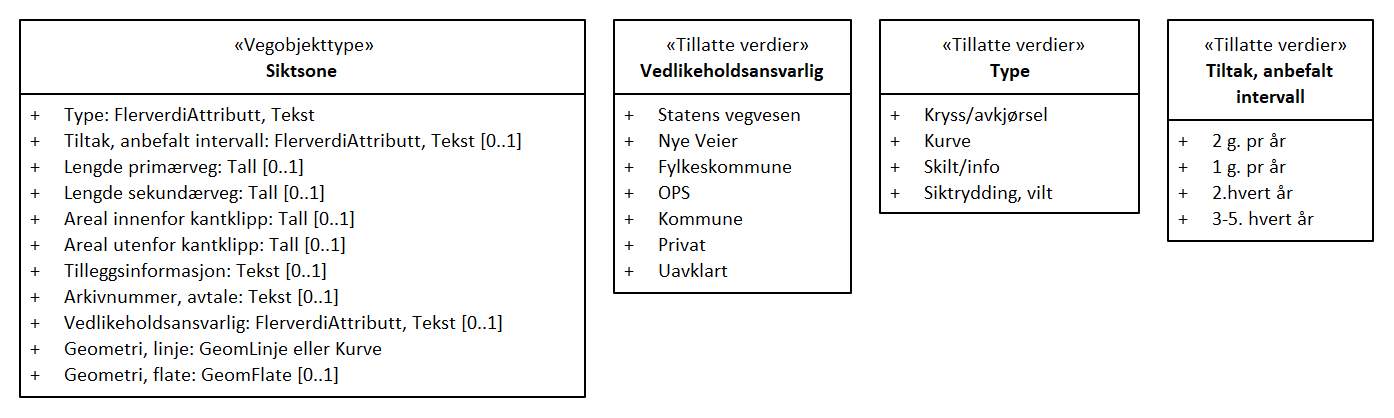 «Vegobjekttype»
Siktsone
+ Type: FlerverdiAttributt, Tekst
+ Tiltak, anbefalt intervall: FlerverdiAttributt, Tekst [0..1]
+ Lengde primærveg: Tall [0..1]
+ Lengde sekundærveg: Tall [0..1]
+ Areal innenfor kantklipp: Tall [0..1]
+ Areal utenfor kantklipp: Tall [0..1]
+ Tilleggsinformasjon: Tekst [0..1]
+ Arkivnummer, avtale: Tekst [0..1]
+ Vedlikeholdsansvarlig: FlerverdiAttributt, Tekst [0..1]
+ Geometri, linje: GeomLinje eller Kurve
+ Geometri, flate: GeomFlate [0..1]
«Tillatte verdier»
Vedlikeholdsansvarlig
+ Statens vegvesen
+ Nye Veier
+ Fylkeskommune
+ OPS
+ Kommune
+ Privat
+ Uavklart
«Tillatte verdier»
Type
+ Kryss/avkjørsel
+ Kurve
+ Skilt/info
+ Siktrydding, vilt
«Tillatte verdier»
Tiltak, anbefalt
intervall
+ 2 g. pr år
+ 1 g. pr år
+ 2.hvert år
+ 3-5. hvert år